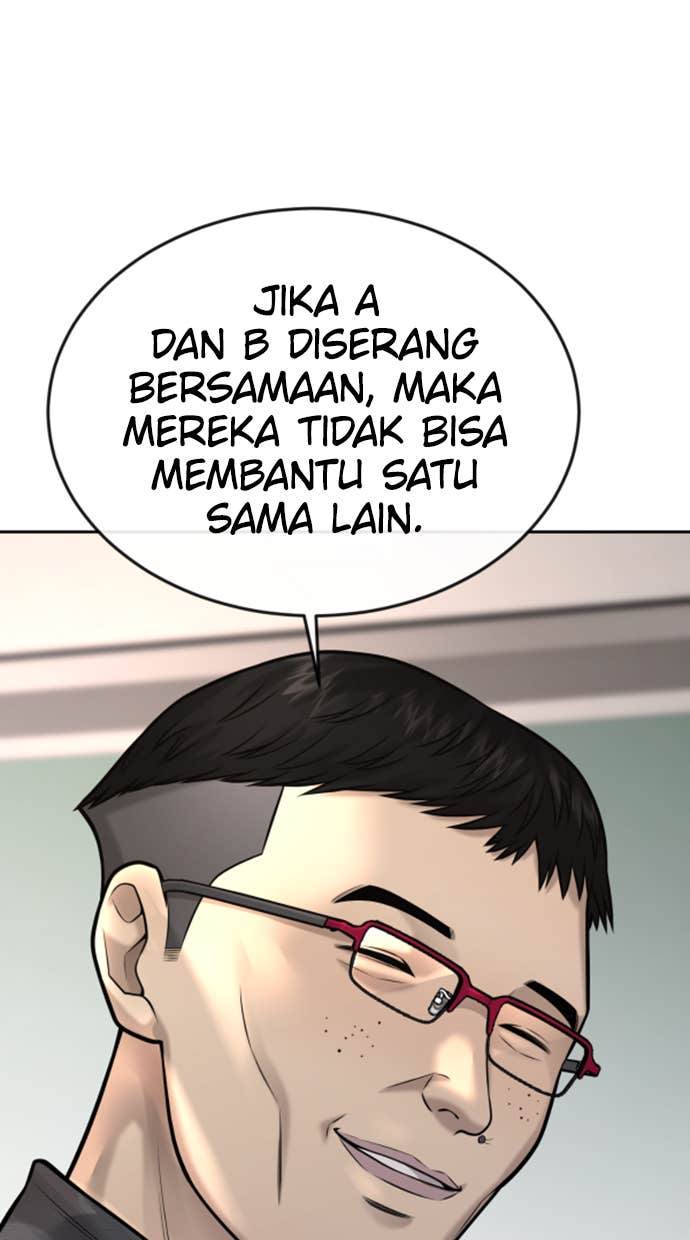 JIKA A
DAN B DISERANG
BERSAMAAN, MAKA
MEREKA TIDAK BISA
MEMBANTU SATU
SAMA LAIN.